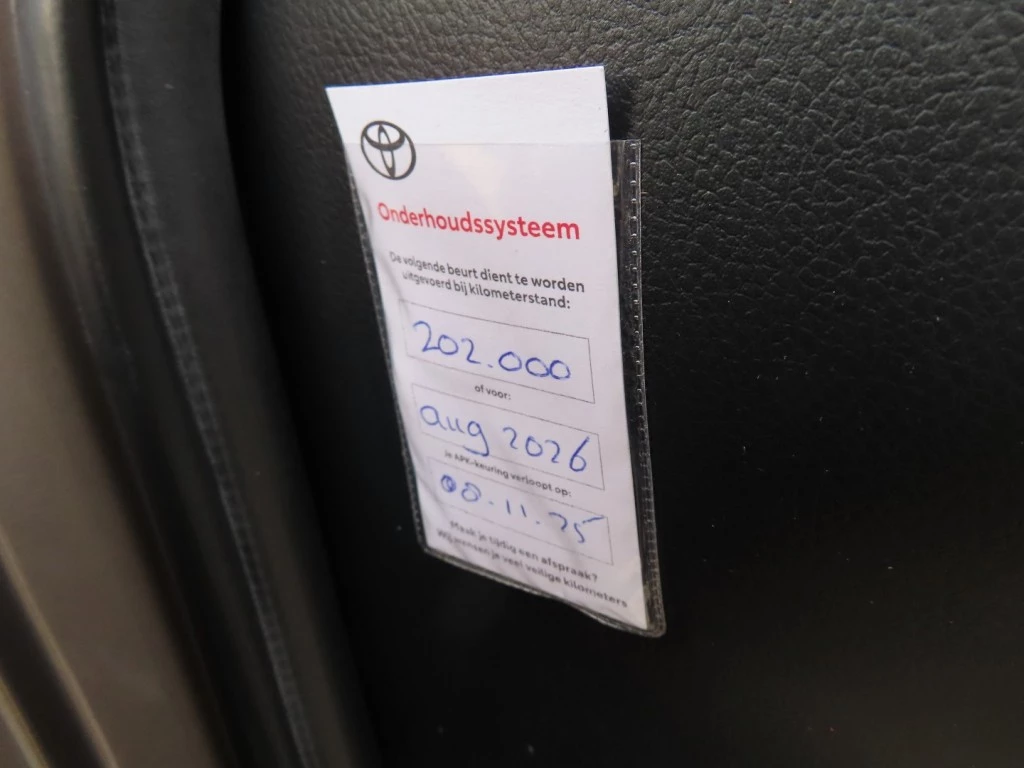 Onderhoudssysteem
De volgende beurt dient te worden
uitgevoerd bij kilometerstand:
202.000
of voor:
aug 2026
Je APK-keuring verloopt op:
08.11.25
Maak je tijdig een afspraak?
Wij wensen je veel veilige kilometers